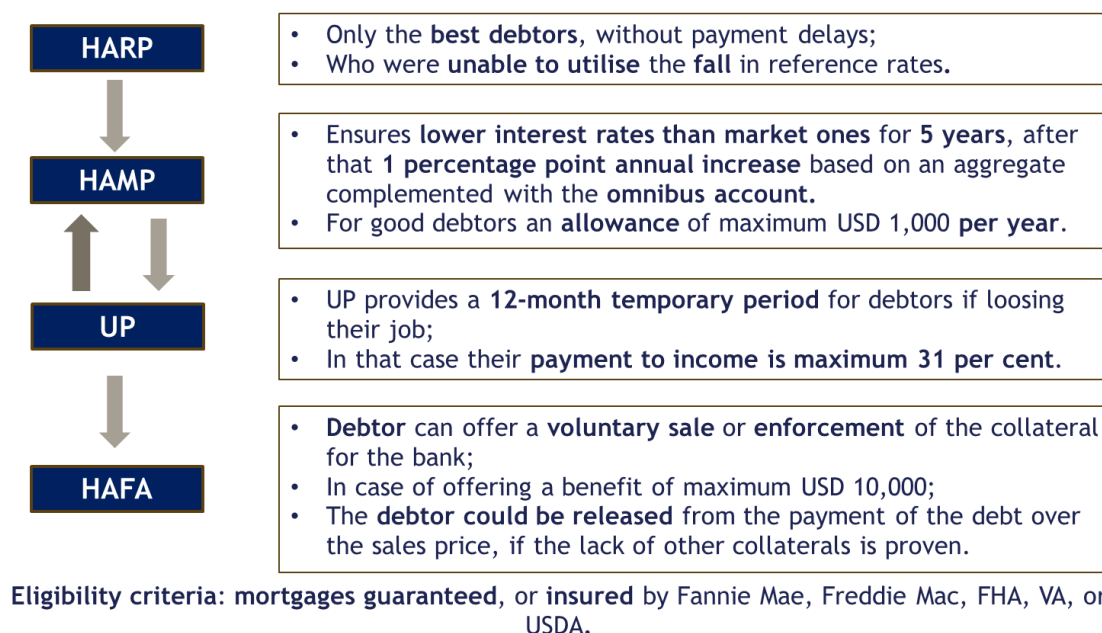 HARP
• Only the best debtors, without payment delays;
• Who were unable to utilise the fall in reference rates.
HAMP
• Ensures lower interest rates than market ones for 5 years, after
that 1 percentage point annual increase based on an aggregate
complemented with the omnibus account.
• For good debtors an allowance of maximum USD 1,000 per year.
UP
• UP provides a 12-month temporary period for debtors if loosing
their job;
• In that case their payment to income is maximum 31 per cent.
HAFA
• Debtor can offer a voluntary sale or enforcement of the collateral
for the bank;
• In case of offering a benefit of maximum USD 10,000;
• The debtor could be released from the payment of the debt over
the sales price, if the lack of other collaterals is proven.
Eligibility criteria: mortgages guaranteed, or insured by Fannie Mae, Freddie Mac, FHA, VA, or
USDA.